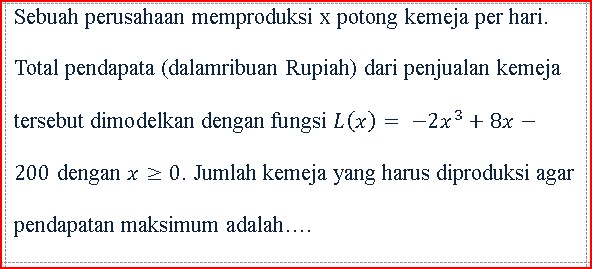 Sebuah perusahaan memproduksi x potong kemeja per hari.
Total pendapata (dalamribuan Rupiah) dari penjualan kemeja
tersebut dimodelkan dengan fungsi 𝐿(𝑥) = −2𝑥³ + 8𝑥 −
200 dengan 𝑥 ≥ 0. Jumlah kemeja yang harus diproduksi agar
pendapatan maksimum adalah….